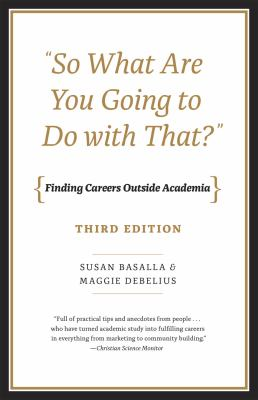 “So What Are
You Going to
Do with That?”
{Finding Careers Outside Academia}
THIRD EDITION
SUSAN BASALLA &
MAGGIE DEBELIUS
“Full of practical tips and anecdotes from people . . .
who have turned academic study into fulfilling careers
in everything from marketing to community building.”
—Christian Science Monitor